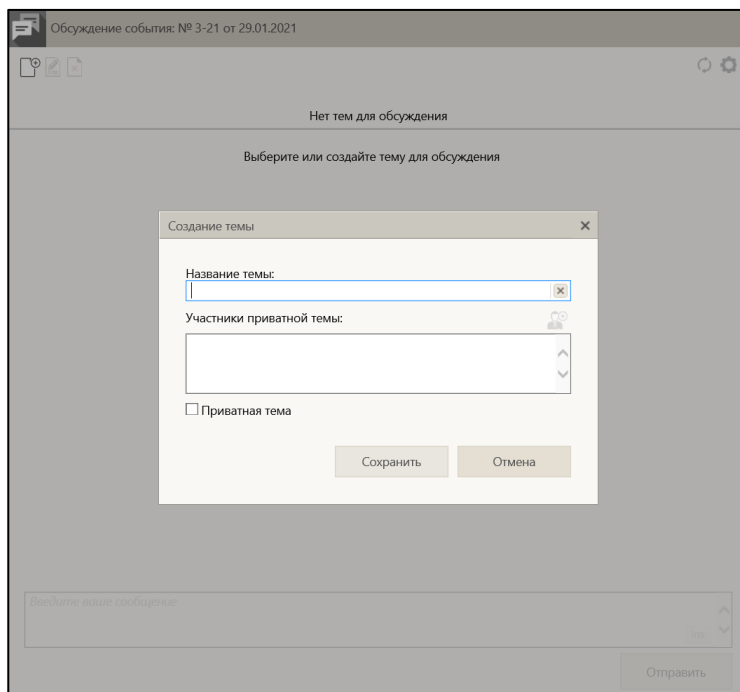 Обсуждение события: № 3-21 от 29.01.2021
Нет тем для обсуждения
Выберите или создайте тему для обсуждения
Создание темы
Название темы:
Участники приватной темы:
Приватная тема
Сохранить Отмена
Введите ваше сообщение
Отправить